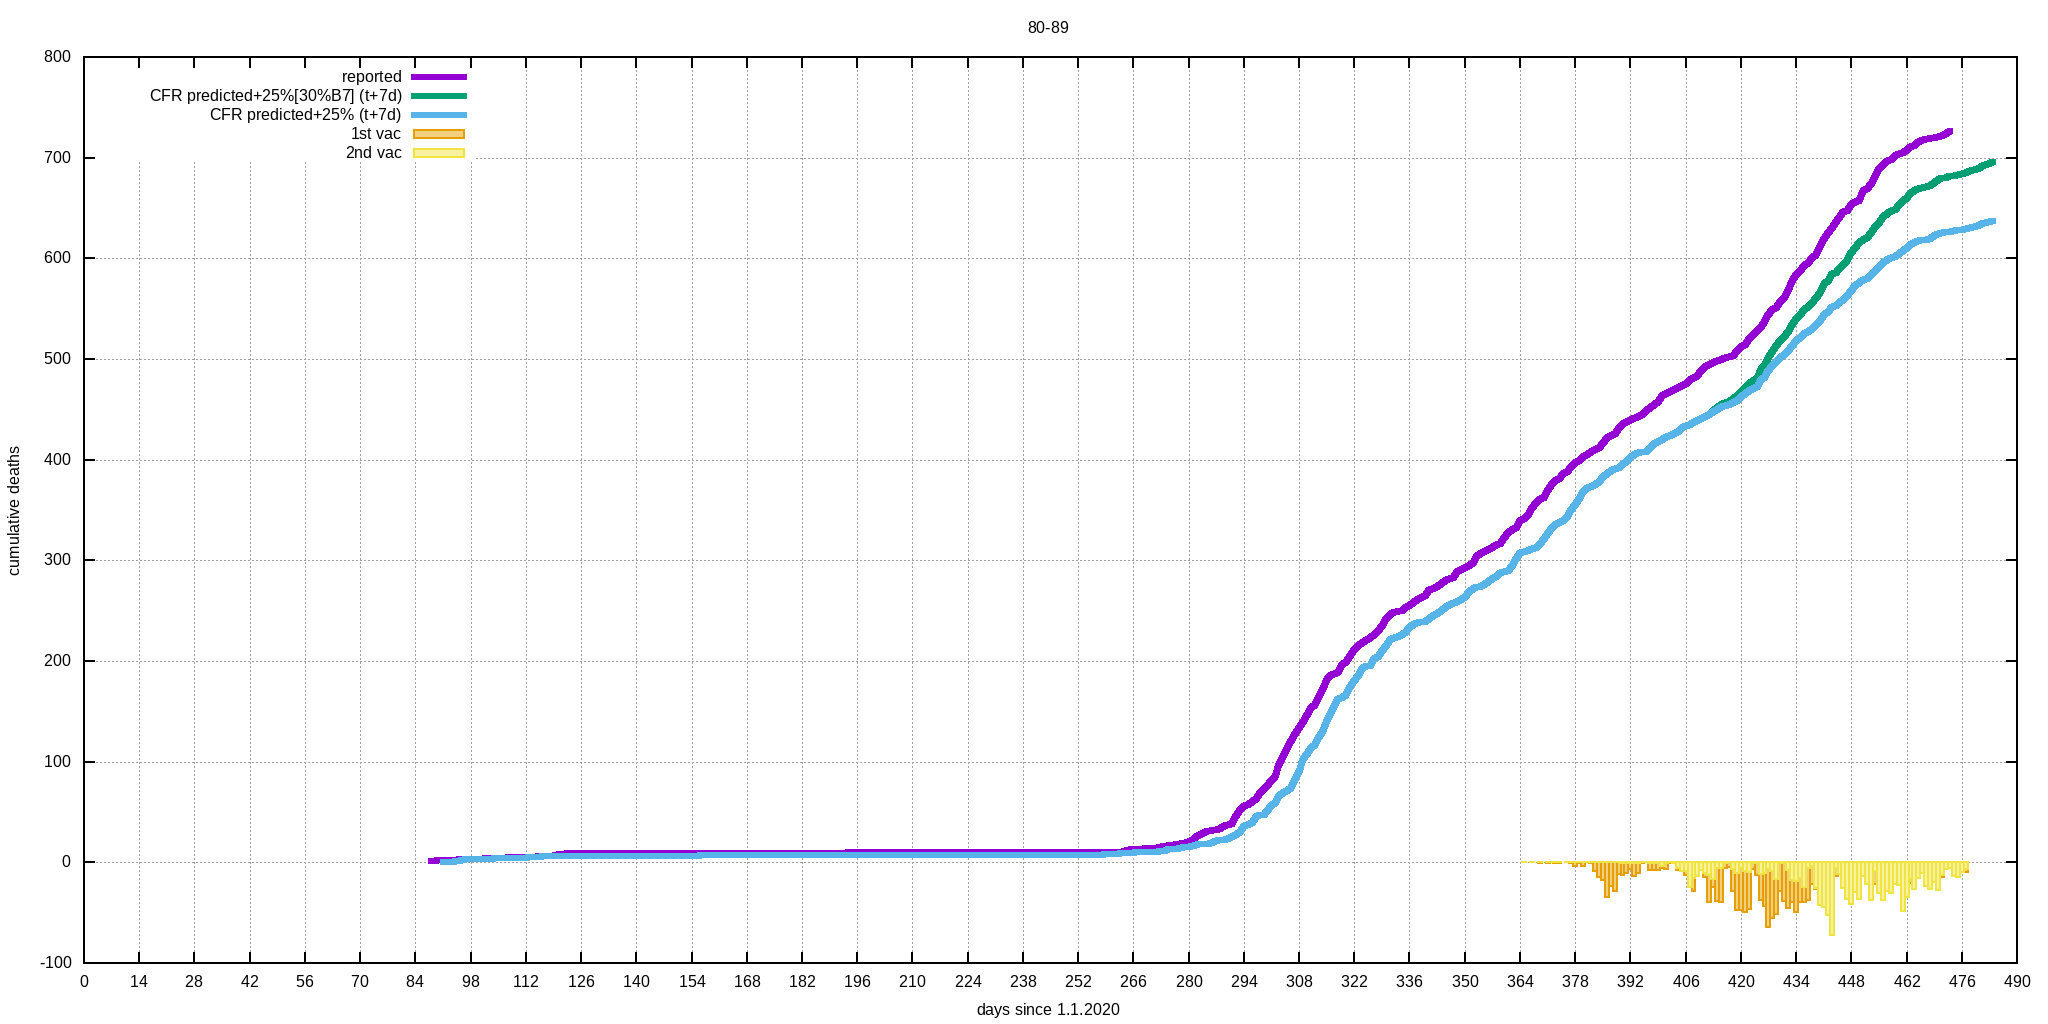 80-89
800
700
600
500
400
300
200
100
0
-100
cumulative deaths
reported
CFR predicted+25%[30%B7] (t+7d)
CFR predicted+25% (t+7d)
1st vac
2nd vac
0 14 28 42 56 70 84 98 112 126 140 154 168 182 196 210 224 238 252 266 280 294 308 322 336 350 364 378 392 406 420 434 448 462 476 490
days since 1.1.2020